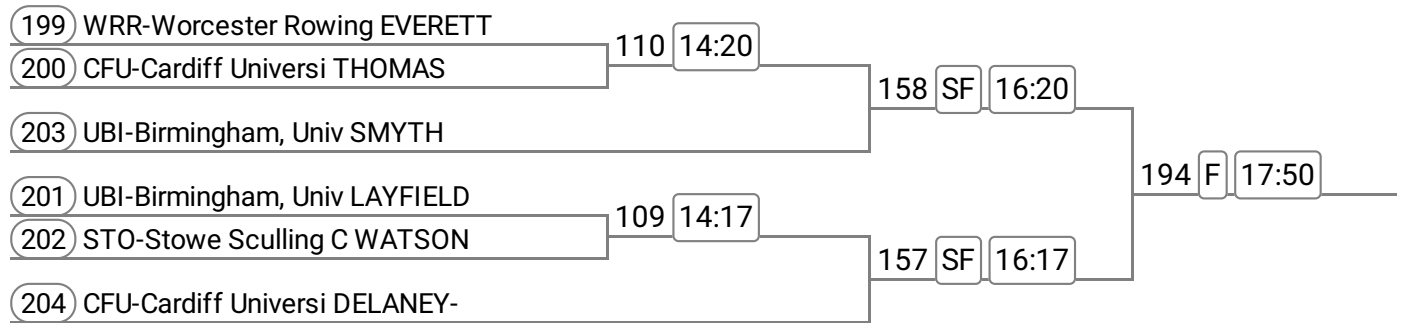 199 WRR-Worcester Rowing EVERETT
110 14:20
200 CFU-Cardiff Universi THOMAS
158 SF 16:20
203 UBI-Birmingham, Univ SMYTH
194 F 17:50
201 UBI-Birmingham, Univ LAYFIELD
109 14:17
202 STO-Stowe Sculling C WATSON
157 SF 16:17
204 CFU-Cardiff Universi DELANEY-